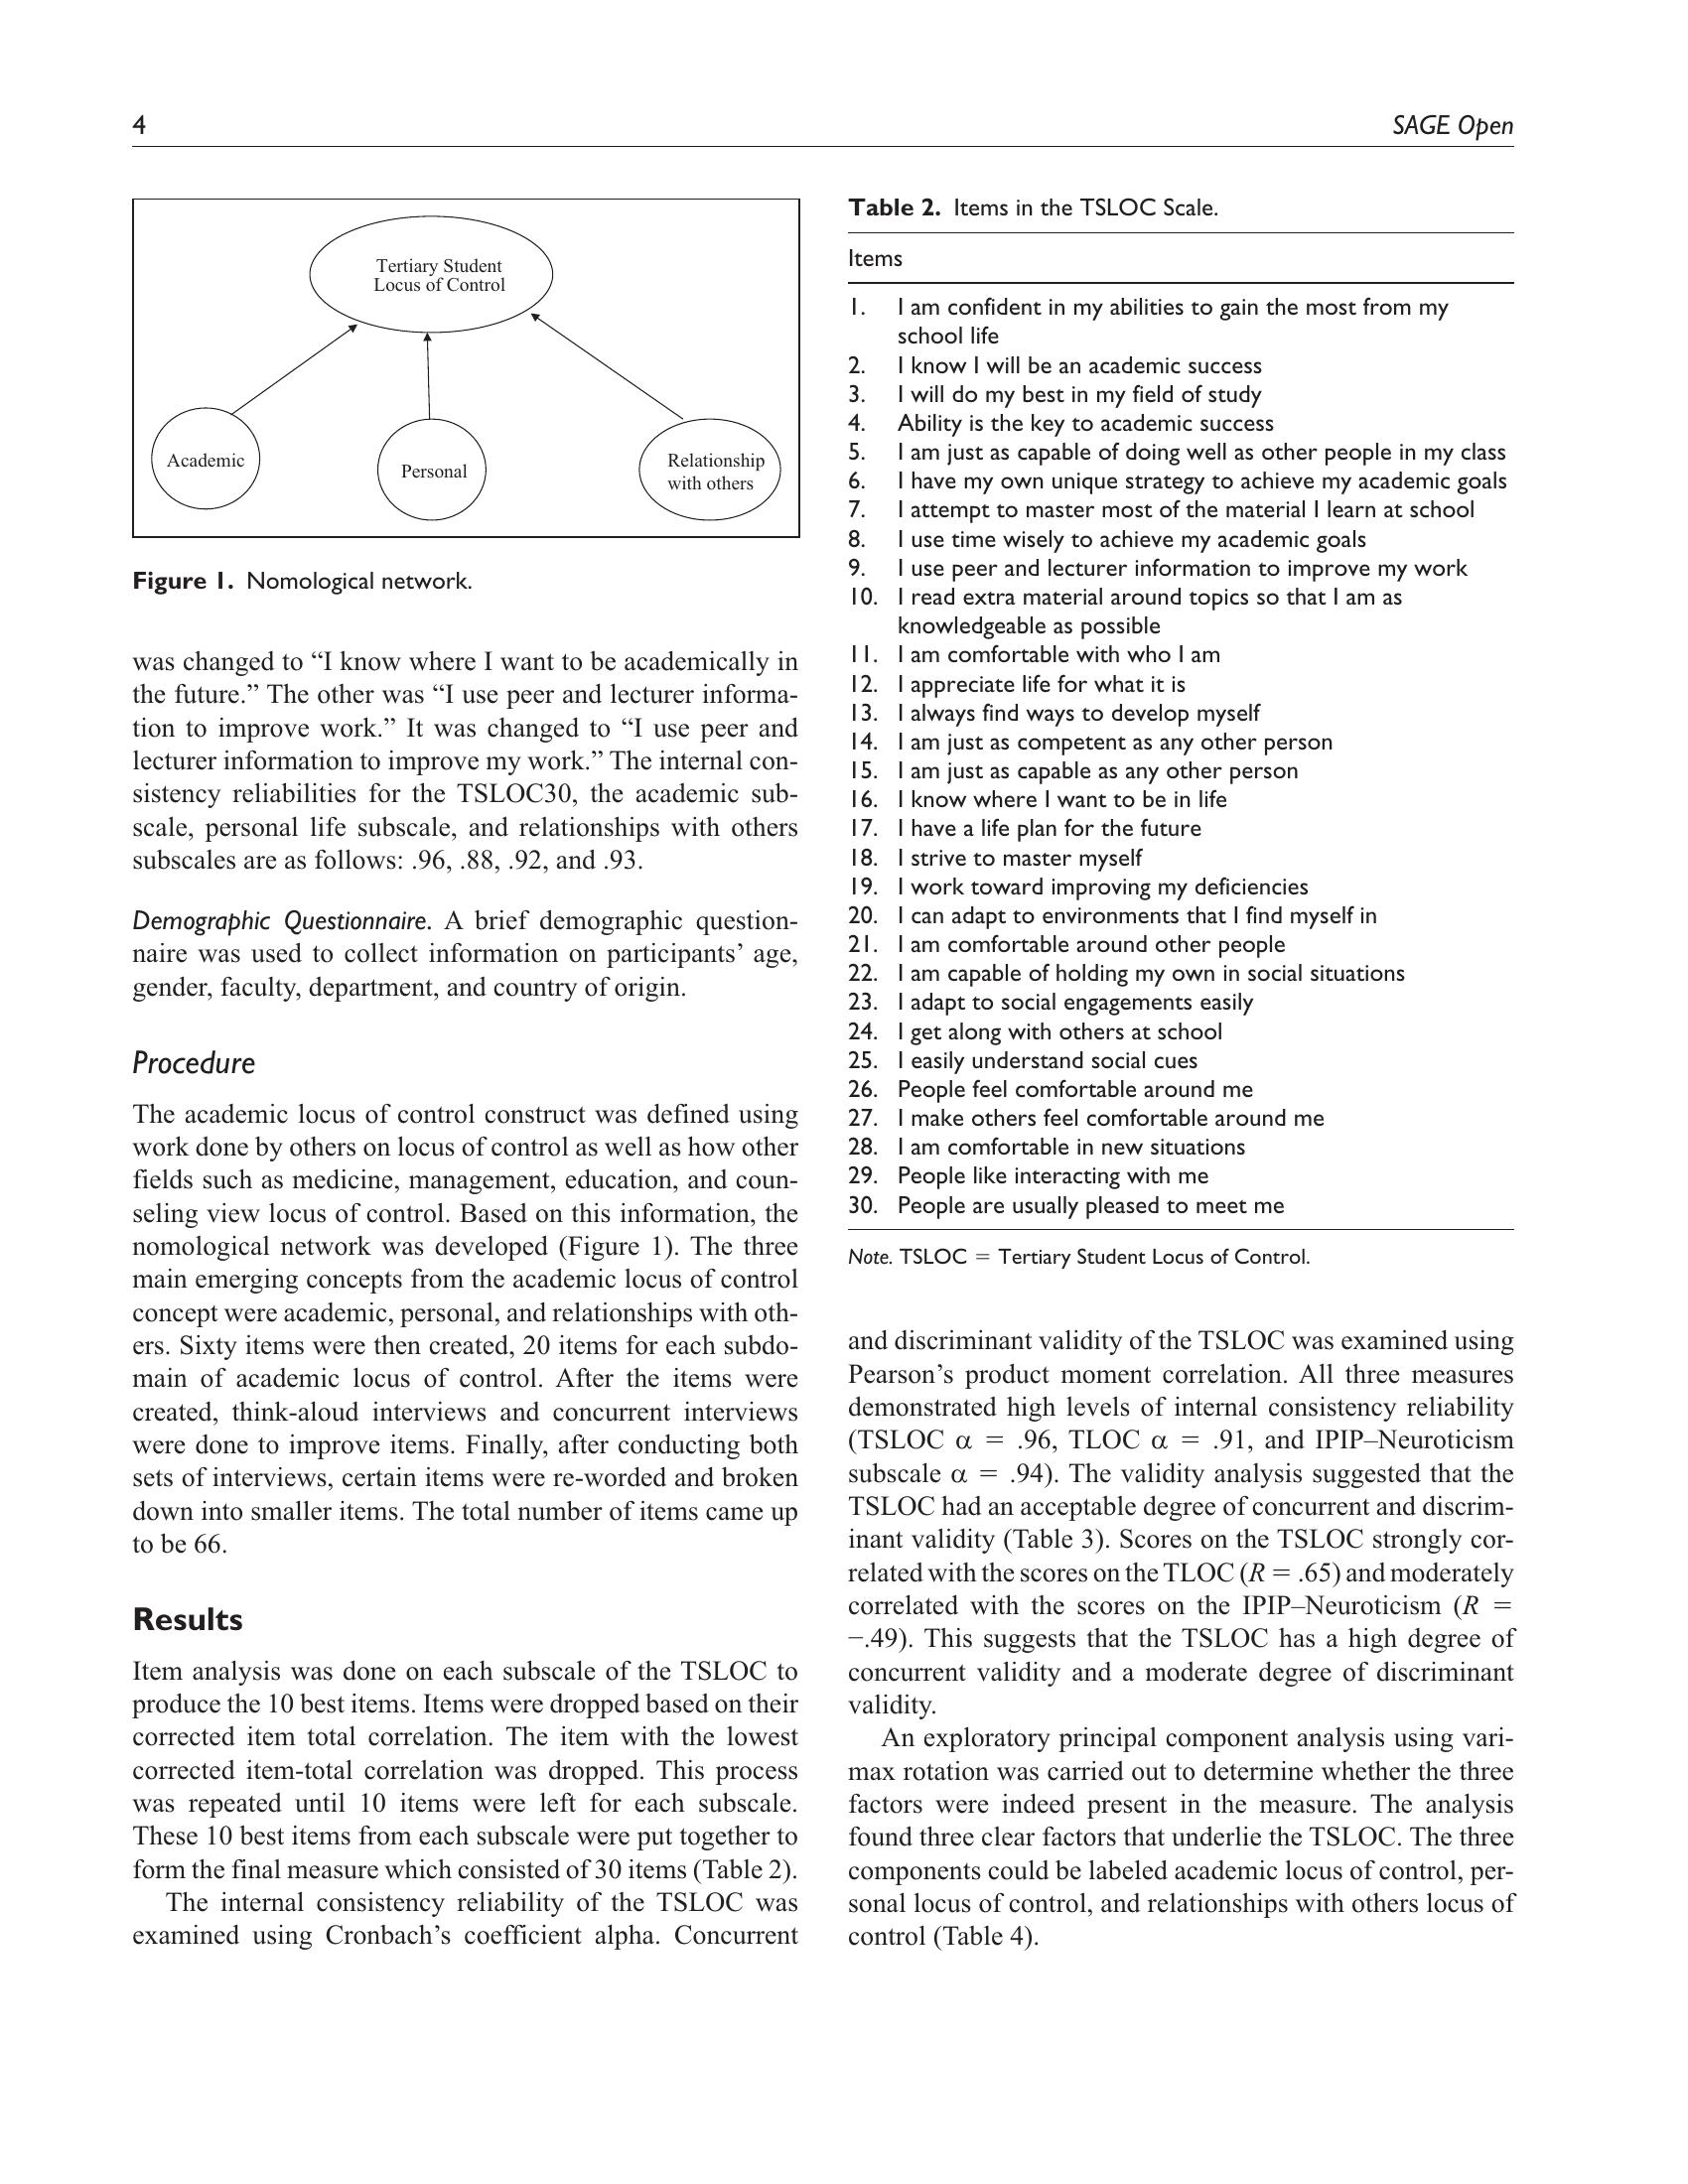 4
SAGE Open
Tertiary Student
Locus of Control
Academic
Personal
Relationship
with others
Figure 1. Nomological network.
was changed to “I know where I want to be academically in
the future.” The other was “I use peer and lecturer informa-
tion to improve work.” It was changed to “I use peer and
lecturer information to improve my work.” The internal con-
sistency reliabilities for the TSLOC30, the academic sub-
scale, personal life subscale, and relationships with others
subscales are as follows: .96, .88, .92, and .93.
Demographic Questionnaire. A brief demographic question-
naire was used to collect information on participants’ age,
gender, faculty, department, and country of origin.
Procedure
The academic locus of control construct was defined using
work done by others on locus of control as well as how other
fields such as medicine, management, education, and coun-
seling view locus of control. Based on this information, the
nomological network was developed (Figure 1). The three
main emerging concepts from the academic locus of control
concept were academic, personal, and relationships with oth-
ers. Sixty items were then created, 20 items for each subdo-
main of academic locus of control. After the items were
created, think-aloud interviews and concurrent interviews
were done to improve items. Finally, after conducting both
sets of interviews, certain items were re-worded and broken
down into smaller items. The total number of items came up
to be 66.
Results
Item analysis was done on each subscale of the TSLOC to
produce the 10 best items. Items were dropped based on their
corrected item total correlation. The item with the lowest
corrected item-total correlation was dropped. This process
was repeated until 10 items were left for each subscale.
These 10 best items from each subscale were put together to
form the final measure which consisted of 30 items (Table 2).
The internal consistency reliability of the TSLOC was
examined using Cronbach’s coefficient alpha. Concurrent
Table 2. Items in the TSLOC Scale.
Items
1. I am confident in my abilities to gain the most from my
school life
2. I know I will be an academic success
3. I will do my best in my field of study
4. Ability is the key to academic success
5. I am just as capable of doing well as other people in my class
6. I have my own unique strategy to achieve my academic goals
7. I attempt to master most of the material I learn at school
8. I use time wisely to achieve my academic goals
9. I use peer and lecturer information to improve my work
10. I read extra material around topics so that I am as
knowledgeable as possible
11. I am comfortable with who I am
12. I appreciate life for what it is
13. I always find ways to develop myself
14. I am just as competent as any other person
15. I am just as capable as any other person
16. I know where I want to be in life
17. I have a life plan for the future
18. I strive to master myself
19. I work toward improving my deficiencies
20. I can adapt to environments that I find myself in
21. I am comfortable around other people
22. I am capable of holding my own in social situations
23. I adapt to social engagements easily
24. I get along with others at school
25. I easily understand social cues
26. People feel comfortable around me
27. I make others feel comfortable around me
28. I am comfortable in new situations
29. People like interacting with me
30. People are usually pleased to meet me
Note. TSLOC = Tertiary Student Locus of Control.
and discriminant validity of the TSLOC was examined using
Pearson’s product moment correlation. All three measures
demonstrated high levels of internal consistency reliability
(TSLOC α = .96, TLOC α = .91, and IPIP–Neuroticism
subscale α = .94). The validity analysis suggested that the
TSLOC had an acceptable degree of concurrent and discrim-
inant validity (Table 3). Scores on the TSLOC strongly cor-
related with the scores on the TLOC (R = .65) and moderately
correlated with the scores on the IPIP–Neuroticism (R =
−.49). This suggests that the TSLOC has a high degree of
concurrent validity and a moderate degree of discriminant
validity.
An exploratory principal component analysis using vari-
max rotation was carried out to determine whether the three
factors were indeed present in the measure. The analysis
found three clear factors that underlie the TSLOC. The three
components could be labeled academic locus of control, per-
sonal locus of control, and relationships with others locus of
control (Table 4).